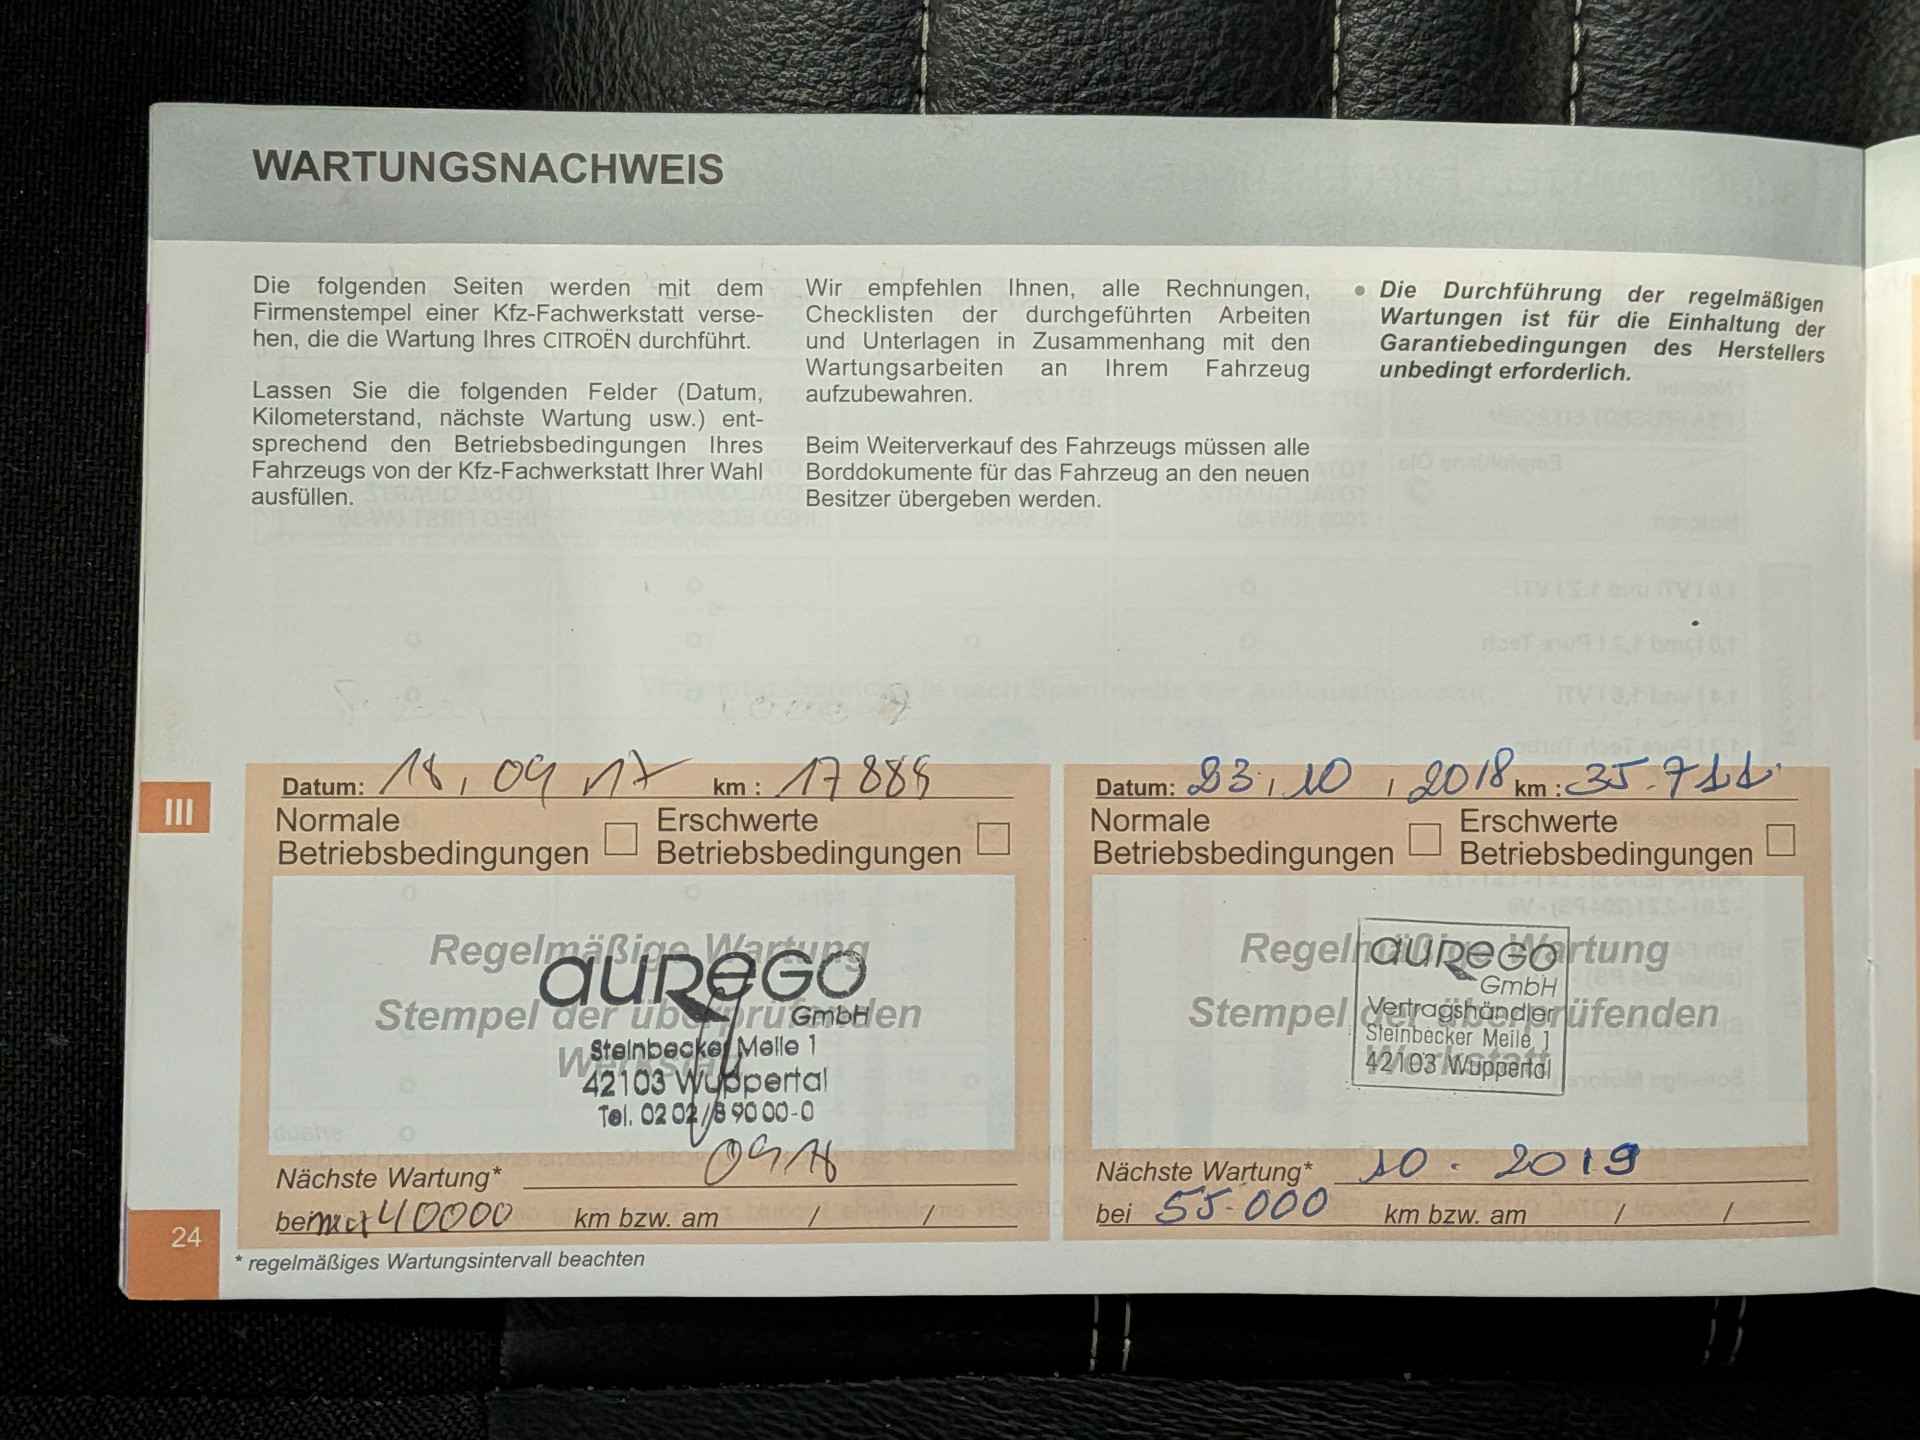 WARTUNGSNACHWEIS
Die folgenden Seiten werden mit dem
Firmenstempel einer Kfz-Fachwerkstatt verse-
hen, die die Wartung Ihres CITROËN durchführt.
Lassen Sie die folgenden Felder (Datum,
Kilometerstand, nächste Wartung usw.) ent-
sprechend den Betriebsbedingungen Ihres
Fahrzeugs von der Kfz-Fachwerkstatt Ihrer Wahl
ausfüllen.
Wir empfehlen Ihnen, alle Rechnungen,
Checklisten der durchgeführten Arbeiten
und Unterlagen in Zusammenhang mit den
Wartungsarbeiten an Ihrem Fahrzeug
aufzubewahren.
Beim Weiterverkauf des Fahrzeugs müssen alle
Borddokumente für das Fahrzeug an den neuen
Besitzer übergeben werden.
• Die Durchführung der regelmäßigen
Wartungen ist für die Einhaltung der
Garantiebedingungen des Herstellers
unbedingt erforderlich.
III
Datum: 18, 09 17 km : 17888
Normale
Betriebsbedingungen
Erschwerte
Betriebsbedingungen
Regelmäßige Wartung
Stempel der überprüfenden
Werkstatt
auREGO
GmbH
Steinbecker Meile 1
42103 Wuppertal
Tel. 02 02/8 90 00-0
Nächste Wartung* 09 18
bei 40000 km bzw. am / /
Datum: 23 / 10 / 2018 km : 35.711
Normale
Betriebsbedingungen
Erschwerte
Betriebsbedingungen
Regelmäßige Wartung
Stempel der überprüfenden
Werkstatt
auREGO
GmbH
Vertragshändler
Steinbecker Meile 1
42103 Wuppertal
Nächste Wartung* 10. 2019
bei 55.000 km bzw. am / /
* regelmäßiges Wartungsintervall beachten
24